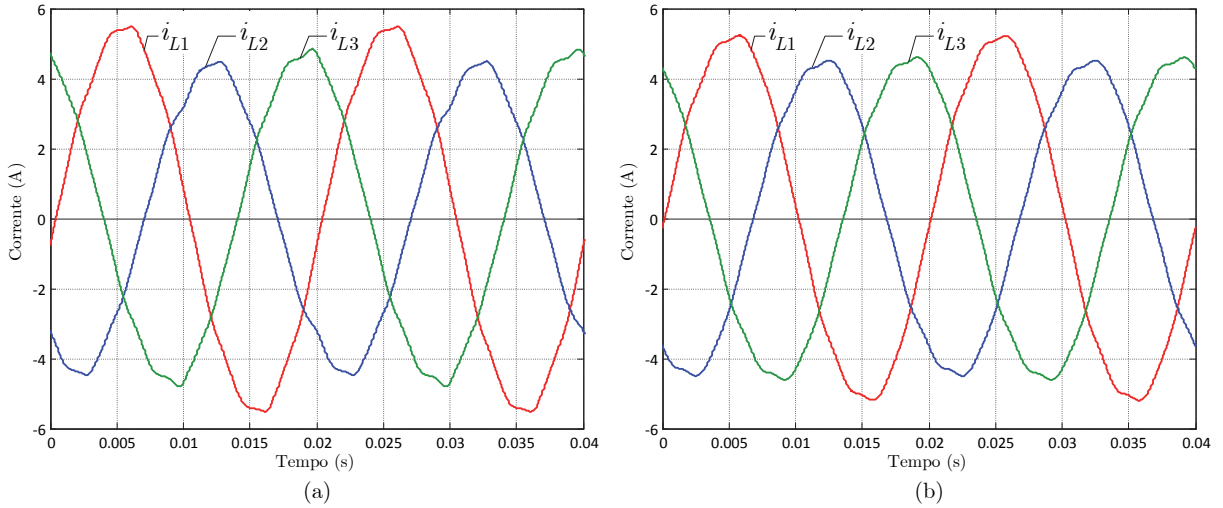 6
4
2
0
-2
-4
-6
Corrente (A)
i_{L1}
i_{L2}
i_{L3}
0 0.005 0.01 0.015 0.02 0.025 0.03 0.035 0.04
Tempo (s)
(a)
6
4
2
0
-2
-4
-6
Corrente (A)
i_{L1}
i_{L2}
i_{L3}
0 0.005 0.01 0.015 0.02 0.025 0.03 0.035 0.04
Tempo (s)
(b)